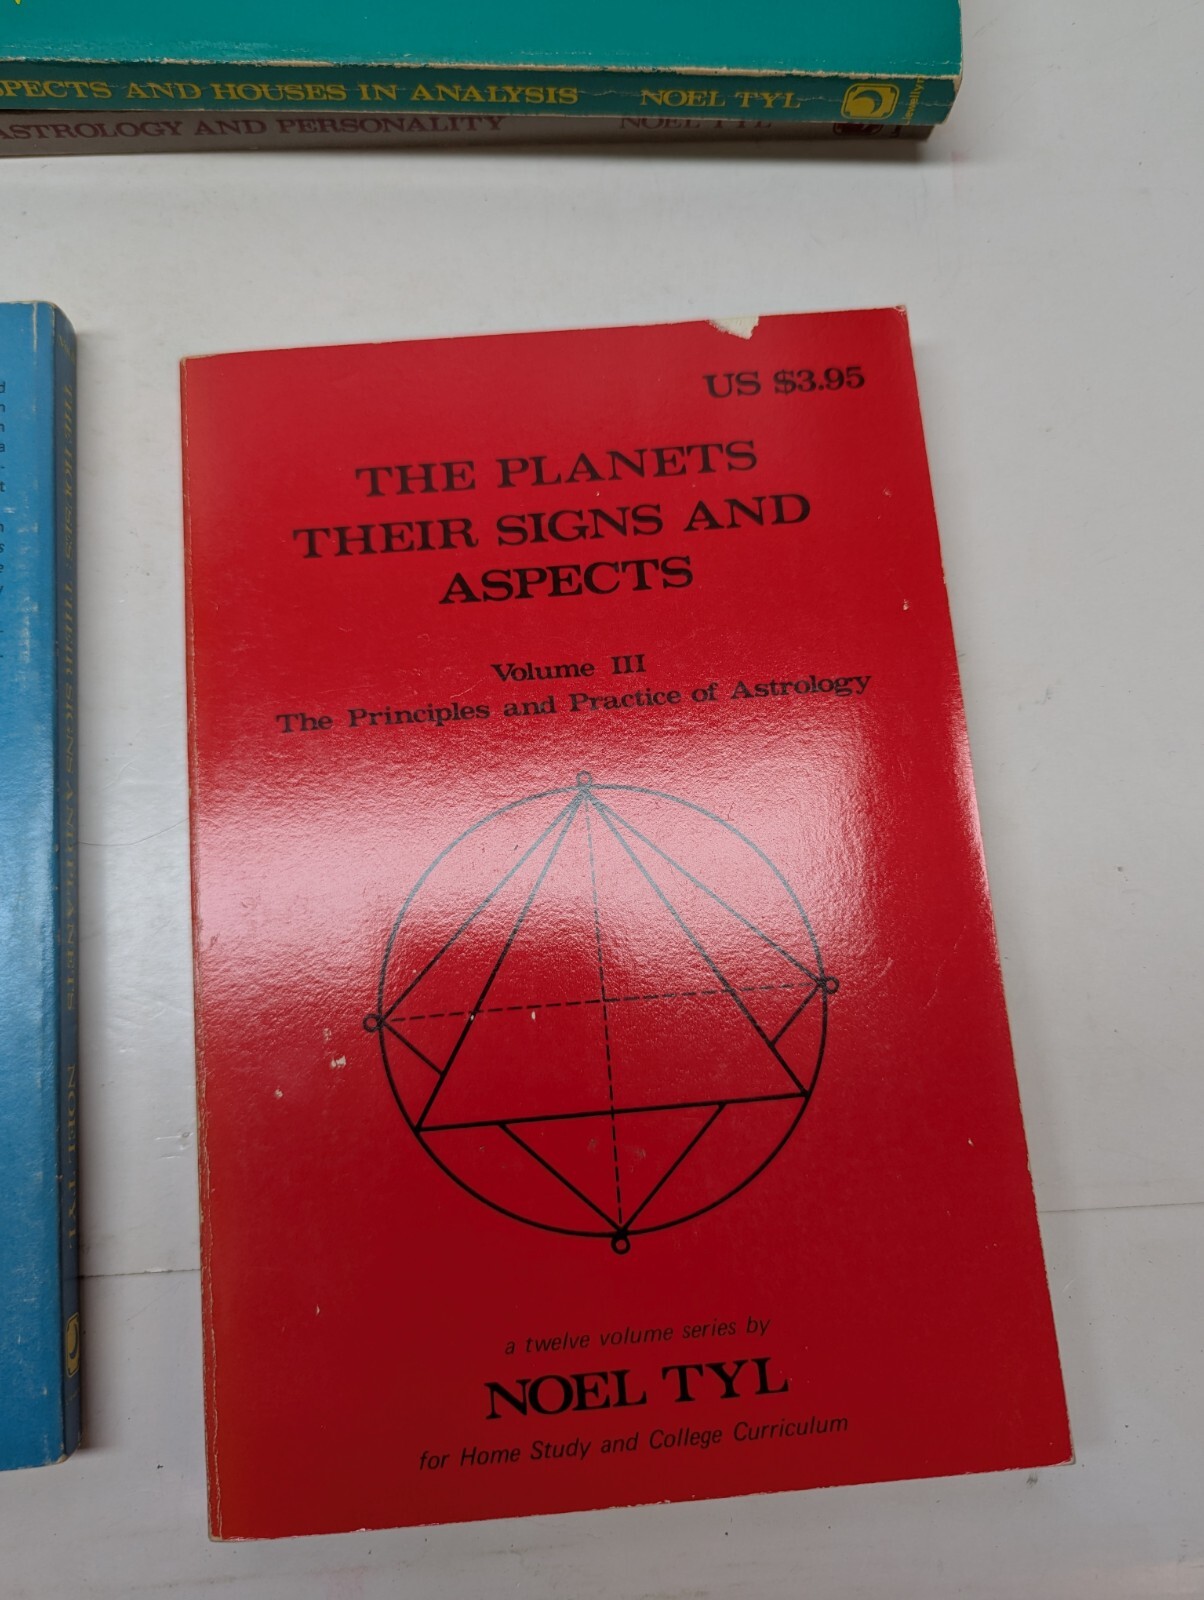 ASPECTS AND HOUSES IN ANALYSIS NOEL TYL
ASTROLOGY AND PERSONALITY NOEL TYL
THE HOUSES: THEIR SIGNS AND PLANETS NOEL TYL
US $3.95
THE PLANETS
THEIR SIGNS AND
ASPECTS
Volume III
The Principles and Practice of Astrology
a twelve volume series by
NOEL TYL
for Home Study and College Curriculum